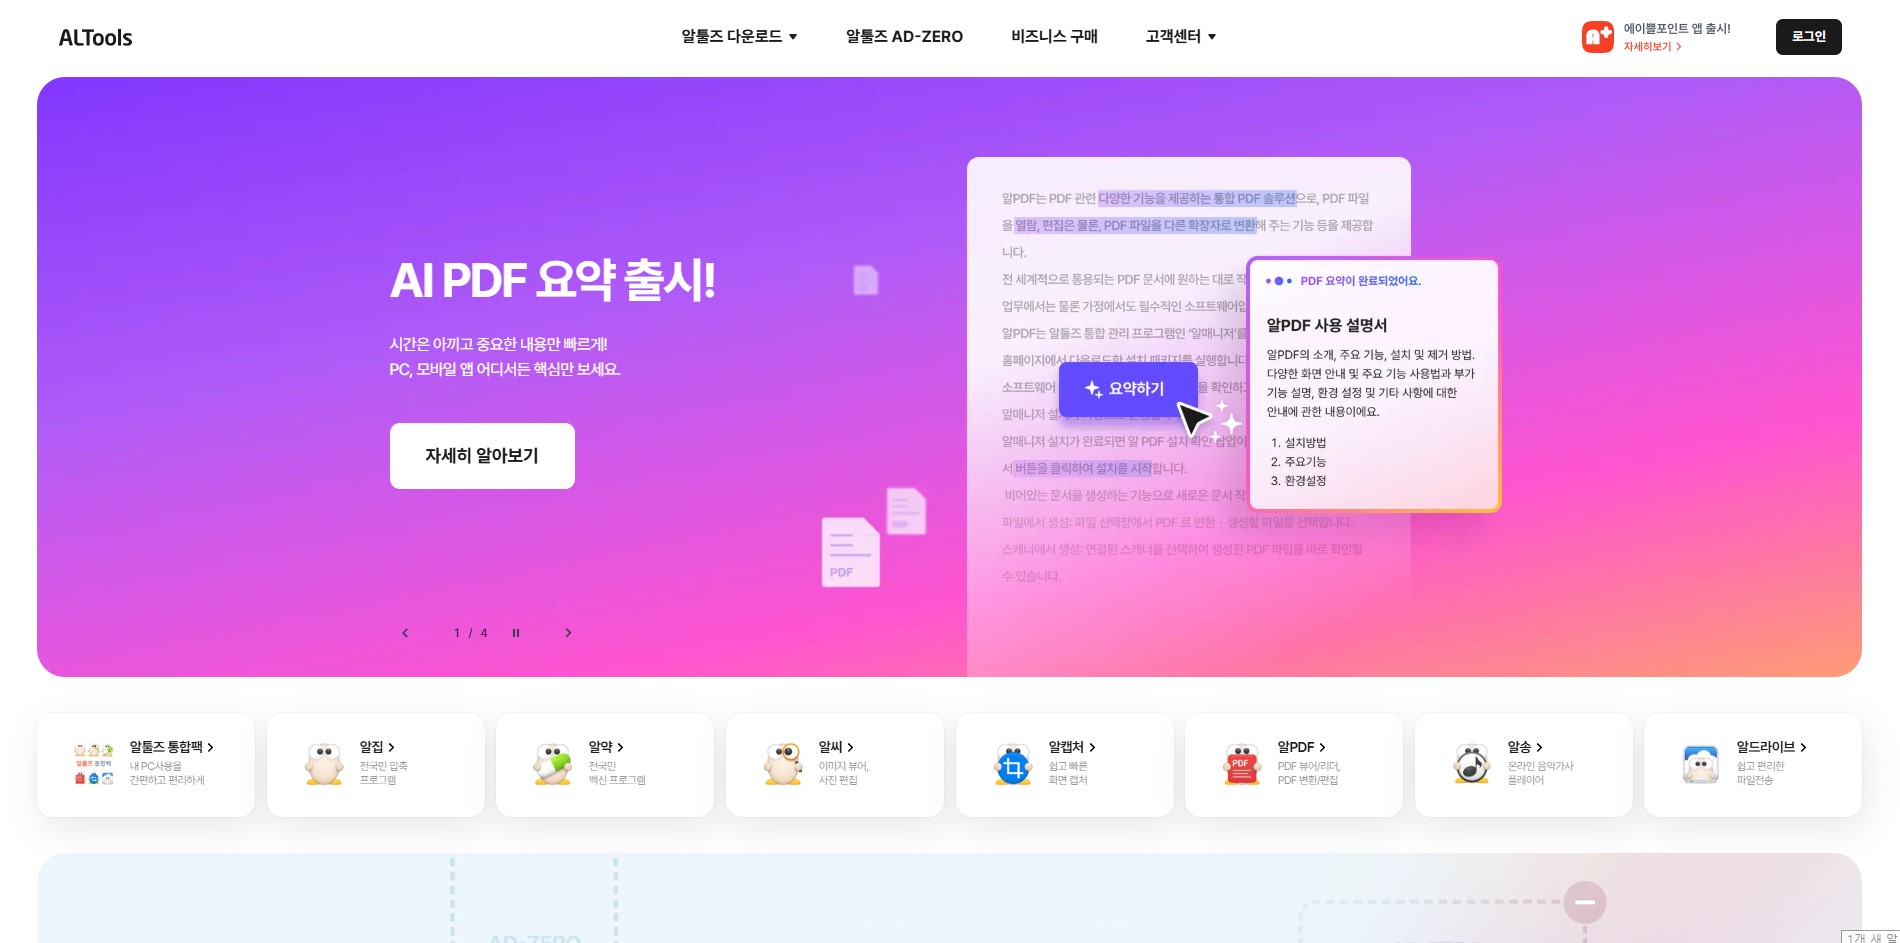 ALTools
알툴즈 다운로드
알툴즈 AD-ZERO
비즈니스 구매
고객센터
에이쁠포인트 앱 출시!
자세히보기
로그인
AI PDF 요약 출시!
시간은 아끼고 중요한 내용만 빠르게!
PC, 모바일 앱 어디서든 핵심만 보세요.
자세히 알아보기
1 / 4
PDF
알PDF는 PDF 관련 다양한 기능을 제공하는 통합 PDF 솔루션으로, PDF 파일
을 열람, 편집은 물론, PDF 파일을 다른 확장자로 변환해 주는 기능 등을 제공합
니다.
전 세계적으로 통용되는 PDF 문서에 원하는 대로
업무에서는 물론 가정에서도 필수적인 소프트웨어입
알PDF는 알툴즈 통합 관리 프로그램인 '알매니저'를
홈페이지에서 다운로드한 설치 패키지를 실행합니다
소프트웨어
을 확인하고
알매니저
알매니저 설치가 완료되면 알 PDF 설치 확인 팝업이
서 버튼을 클릭하여 설치를 시작합니다.
비어있는 문서를 생성하는 기능으로 새로운 문서
파일에서 생성: 파일 선택창에서 PDF 로 변환 · 생성할 파일을 선택합니다.
스캐너에서 생성: 연결된 스캐너를 선택하여 생성된 PDF 파일을 바로 확인할
수 있습니다.
요약하기
PDF 요약이 완료되었어요.
알PDF 사용 설명서
알PDF의 소개, 주요 기능, 설치 및 제거 방법.
다양한 화면 안내 및 주요 기능 사용법과 부가
기능 설명, 환경 설정 및 기타 사항에 대한
안내에 관한 내용이에요.
1. 설치방법
2. 주요기능
3. 환경설정
알툴즈 통합팩
알툴즈 통합팩
내 PC사용을
간편하고 편리하게
알집
전국민 압축
프로그램
알약
전국민
백신 프로그램
알씨
이미지 뷰어,
사진 편집
알캡처
쉽고 빠른
화면 캡처
PDF
알PDF
PDF 뷰어/리더,
PDF 변환/편집
알송
온라인 음악가사
플레이어
알드라이브
쉽고 편리한
파일전송
AD-ZERO
1개 새 알